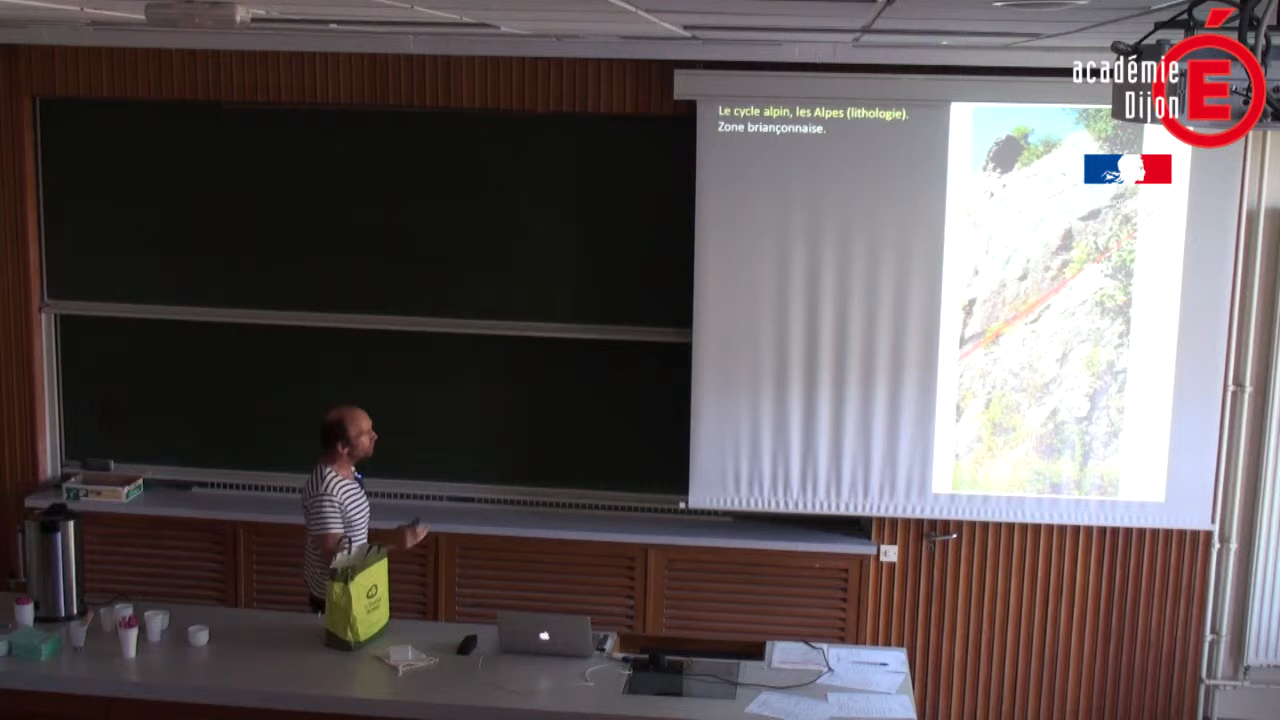 Le cycle alpin, les Alpes (lithologie).
Zone briançonnaise.
académie
Dijon
É